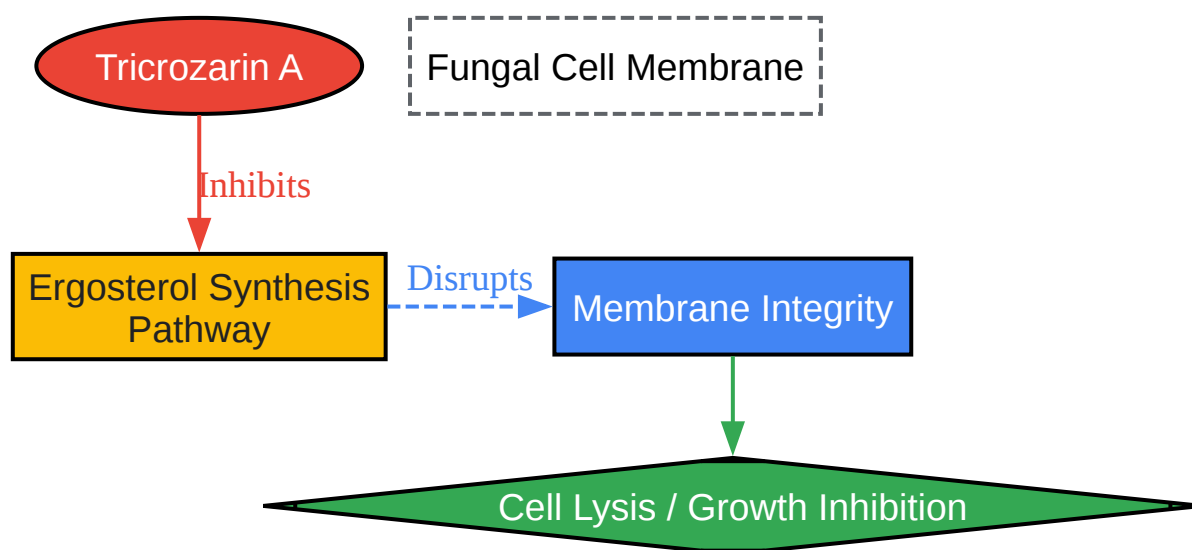 Tricrozarin A
Fungal Cell Membrane
Inhibits
Ergosterol Synthesis
Pathway
Disrupts
Membrane Integrity
Cell Lysis / Growth Inhibition